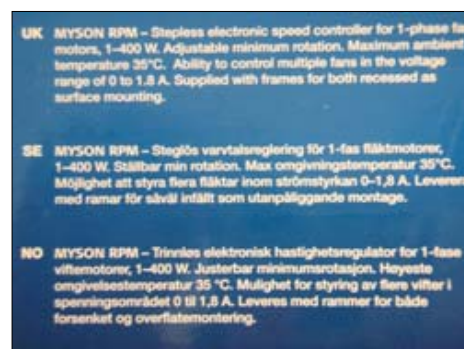 UK MYSON RPM – Stepless electronic speed controller for 1-phase fa
motors, 1–400 W. Adjustable minimum rotation. Maximum ambient
temperature 35°C. Ability to control multiple fans in the voltage
range of 0 to 1.8 A. Supplied with frames for both recessed as
surface mounting.
SE MYSON RPM – Steglös varvtalsreglering för 1-fas fläktmotorer,
1–400 W. Ställbar min rotation. Max omgivningstemperatur 35°C.
Möjlighet att styra flera fläktar inom strömstyrkan 0–1,8 A. Levereras
med ramar för såväl infällt som utanpåliggande montage.
NO MYSON RPM – Trinnløs elektronisk hastighetsregulator for 1-fase
viftemotorer, 1–400 W. Justerbar minimumsrotasjon. Høyeste
omgivelsestemperatur 35 °C. Mulighet for styring av flere vifter i
spenningsområdet 0 til 1,8 A. Leveres med rammer for både
forsenket og overflatemontering.